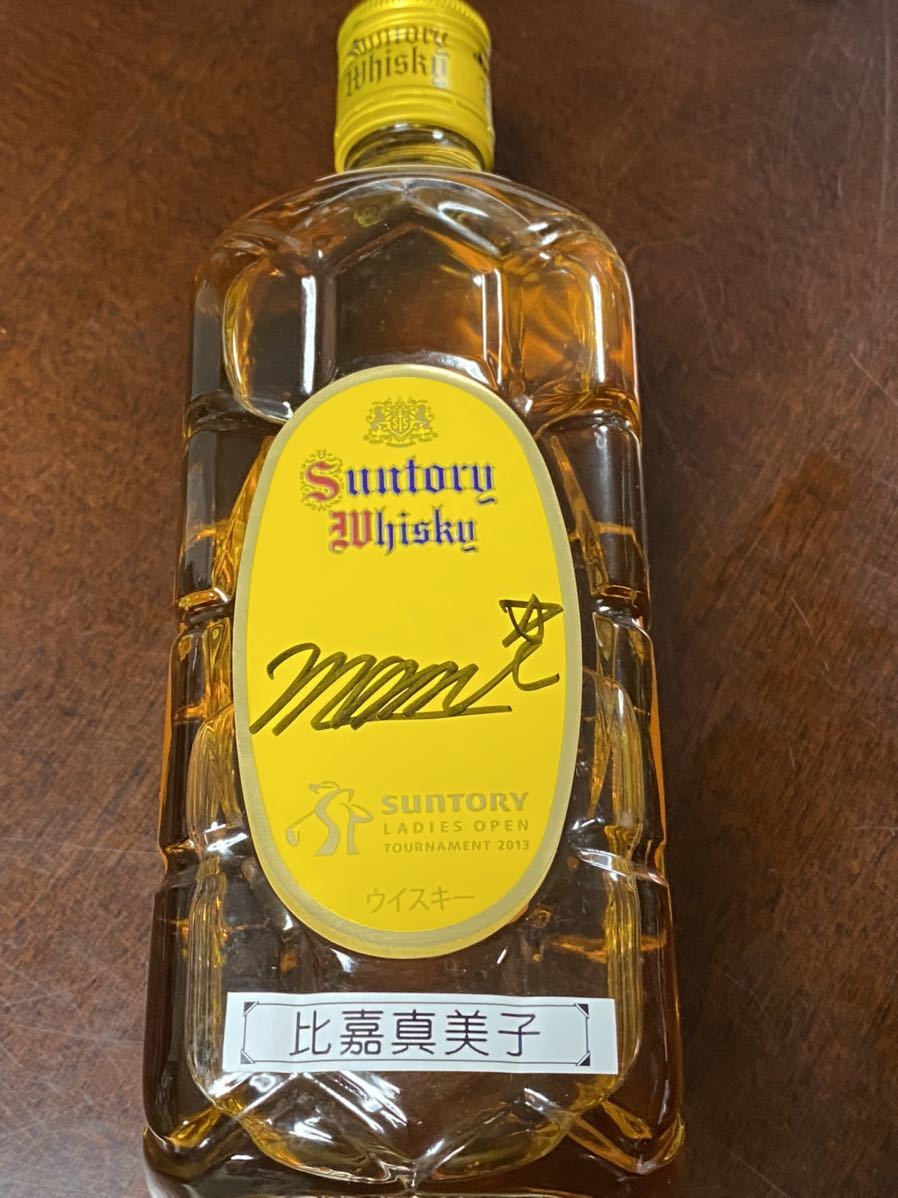 Suntory
Whisky
Suntory
Whisky
mami
SUNTORY
LADIES OPEN
TOURNAMENT 2013
ウイスキー
比嘉真美子